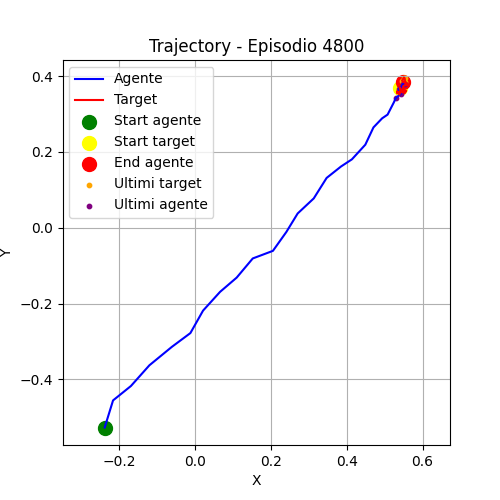 Trajectory - Episodio 4800
Agente
Target
Start agente
Start target
End agente
Ultimi target
Ultimi agente
0.4
0.2
0.0
−0.2
−0.4
Y
−0.2
0.0
0.2
0.4
0.6
X